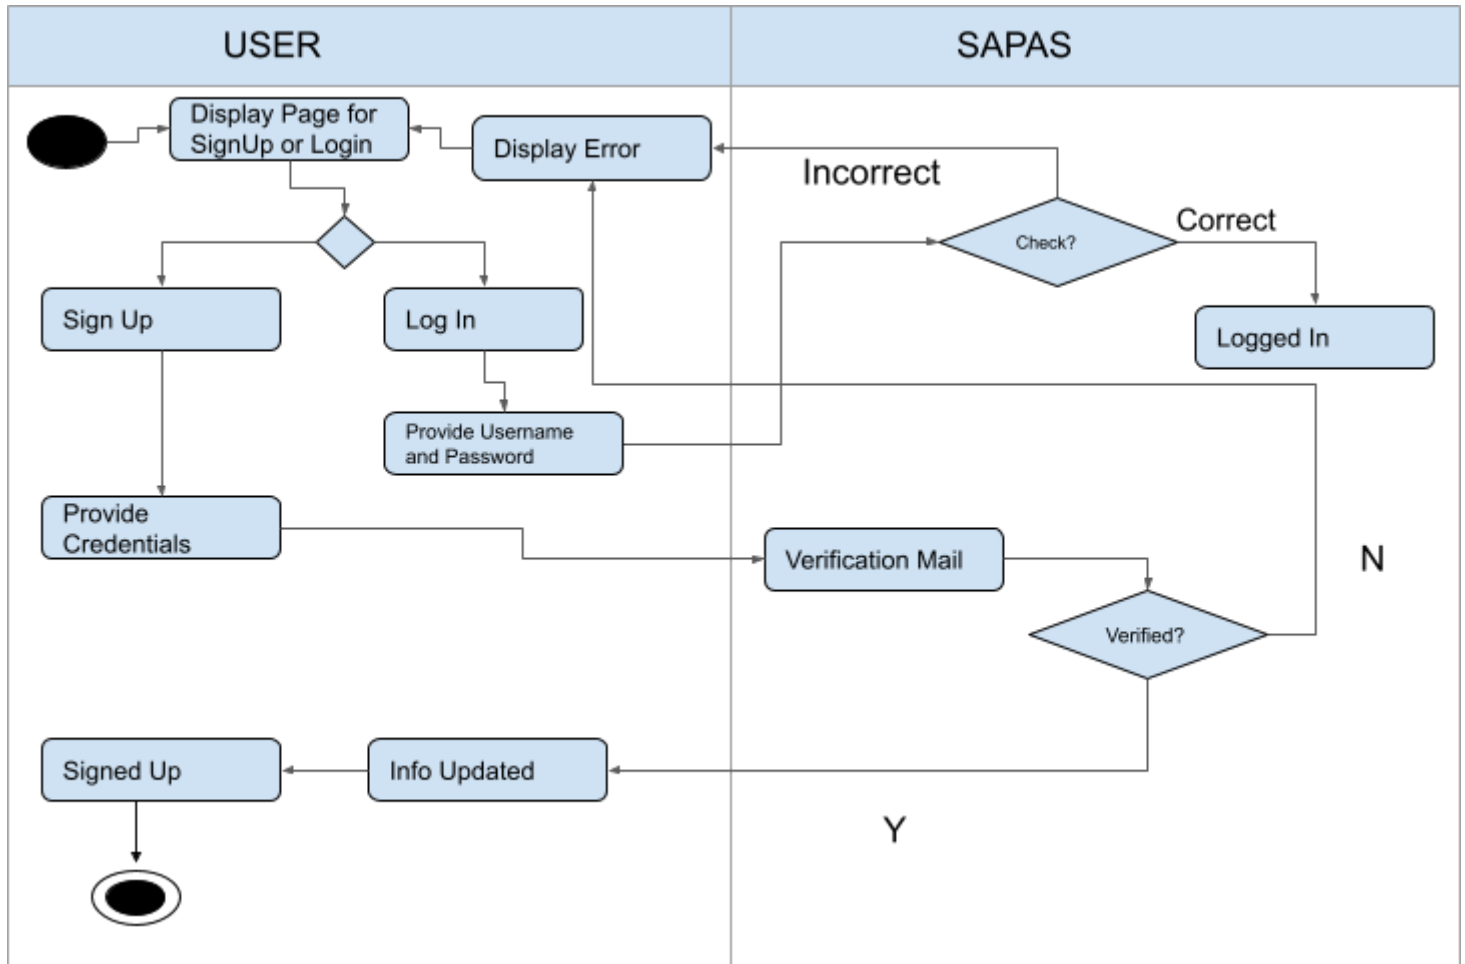 USER
SAPAS
Display Page for
SignUp or Login
Display Error
Incorrect
Correct
Check?
Sign Up
Log In
Logged In
Provide Username
and Password
Provide
Credentials
Verification Mail
N
Verified?
Signed Up
Info Updated
Y